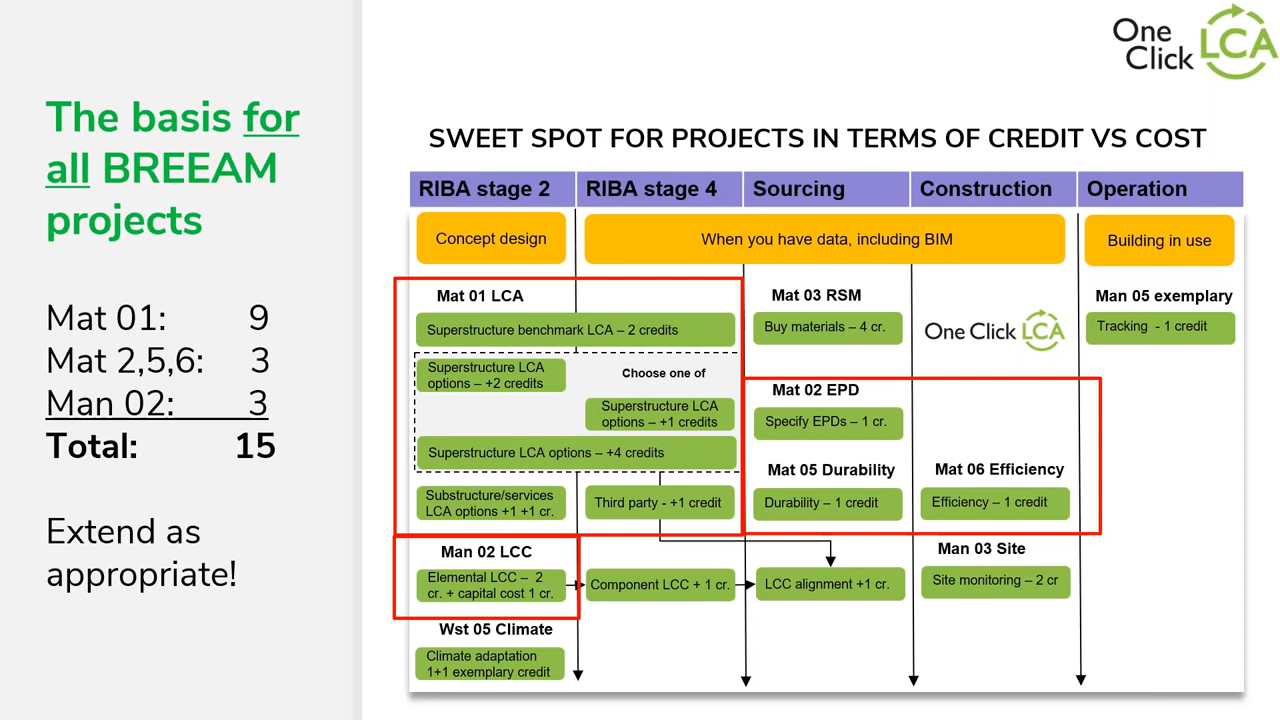 One
Click LCA
The basis for
all BREEAM
projects
Mat 01: 9
Mat 2,5,6: 3
Man 02: 3
Total: 15
Extend as
appropriate!
SWEET SPOT FOR PROJECTS IN TERMS OF CREDIT VS COST
RIBA stage 2 RIBA stage 4 Sourcing Construction Operation
Concept design
When you have data, including BIM
Building in use
Mat 01 LCA
Superstructure benchmark LCA – 2 credits
Superstructure LCA
options – +2 credits
Choose one of
Superstructure LCA
options – +1 credits
Superstructure LCA options – +4 credits
Substructure/services
LCA options +1 +1 cr.
Third party - +1 credit
Mat 03 RSM
Buy materials – 4 cr.
One Click LCA
Man 05 exemplary
Tracking - 1 credit
Mat 02 EPD
Specify EPDs – 1 cr.
Mat 05 Durability
Durability – 1 credit
Mat 06 Efficiency
Efficiency – 1 credit
Man 02 LCC
Elemental LCC – 2
cr. + capital cost 1 cr.
Component LCC + 1 cr.
LCC alignment +1 cr.
Man 03 Site
Site monitoring – 2 cr
Wst 05 Climate
Climate adaptation
1+1 exemplary credit